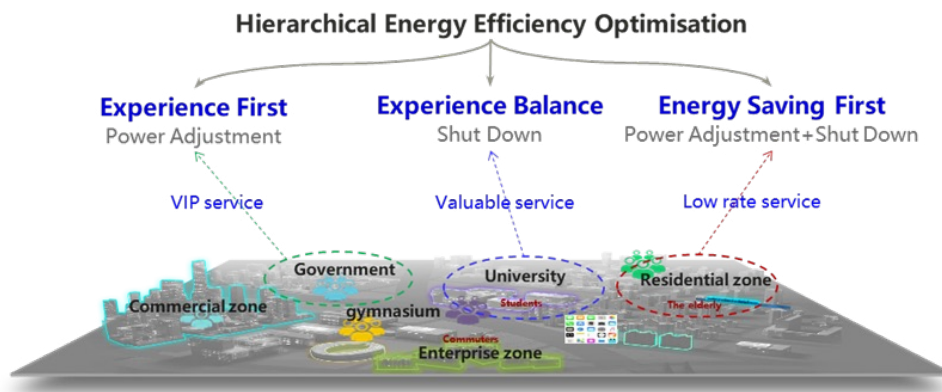 Hierarchical Energy Efficiency Optimisation
Experience First
Experience Balance
Energy Saving First
Power Adjustment
Shut Down
Power Adjustment+Shut Down
VIP service
Valuable service
Low rate service
Government
University
Residential zone
Commercial zone
Students
The elderly
gymnasium
Commuters
Enterprise zone